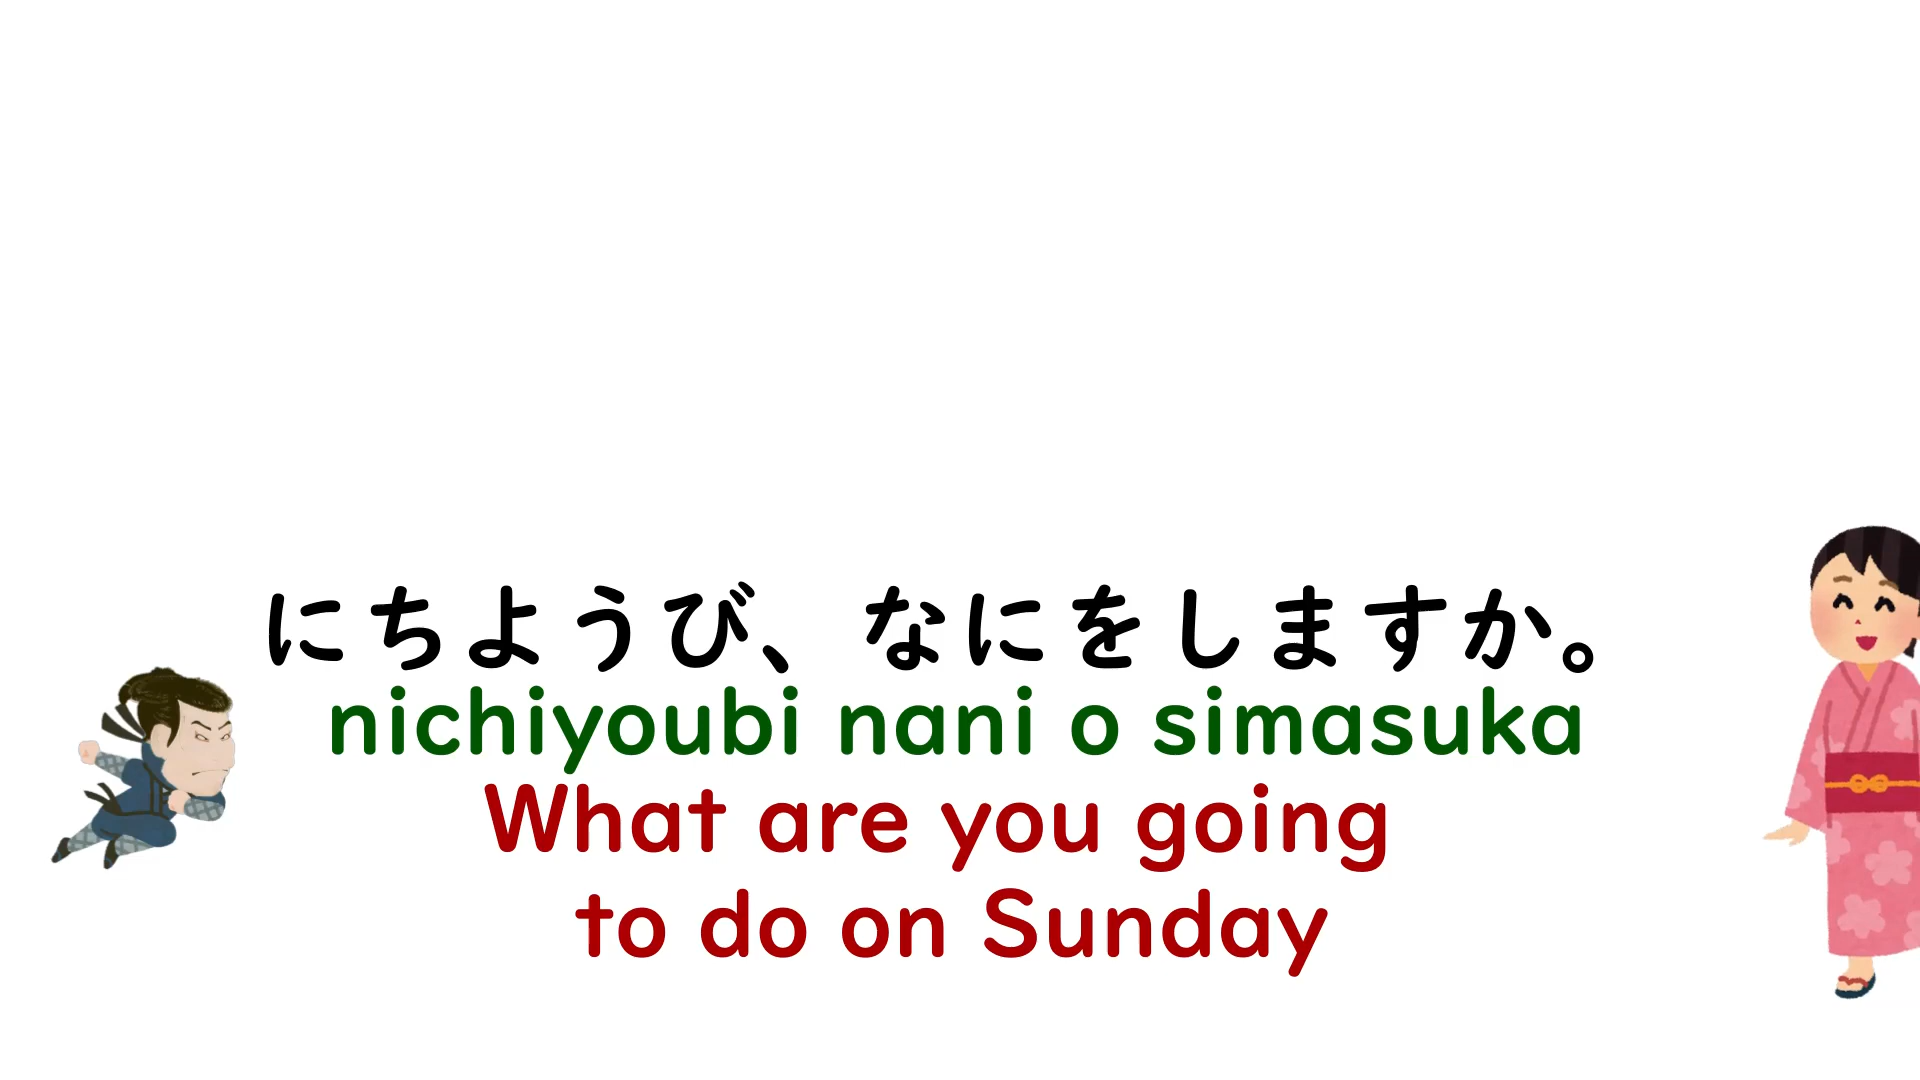 にちようび、なにをしますか。
nichiyoubi nani o simasuka
What are you going
to do on Sunday